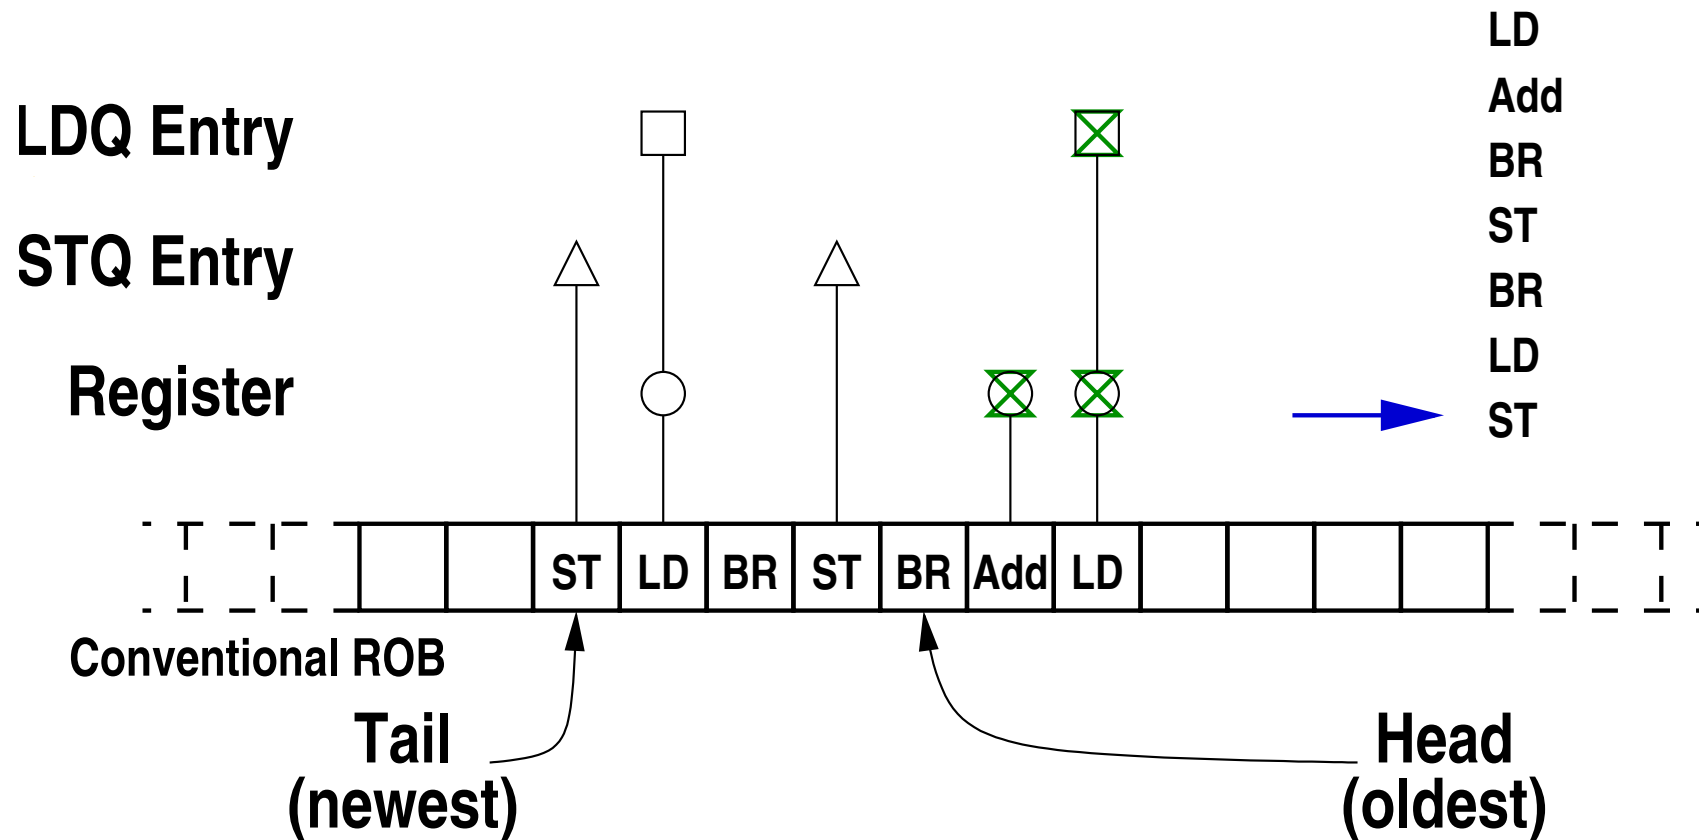 LD
Add
LDQ Entry
BR
ST
STQ Entry
BR
LD
Register
ST
ST LD BR ST BR Add LD
Conventional ROB
Tail
(newest)
Head
(oldest)